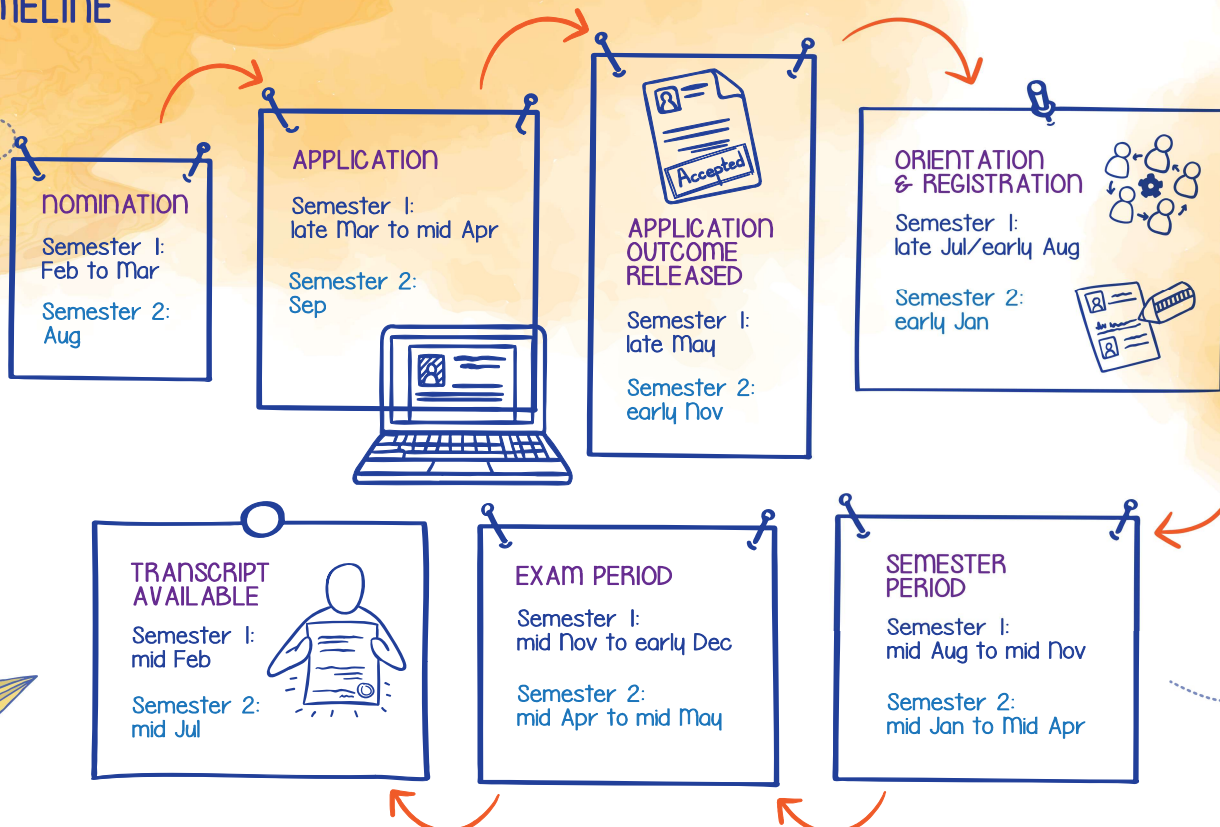 NOMINATION
Semester 1:
Feb to Mar
Semester 2:
Aug
APPLICATION
Semester 1:
late Mar to mid Apr
Semester 2:
Sep
Accepted
APPLICATION
OUTCOME
RELEASED
Semester 1:
late May
Semester 2:
early Nov
ORIENTATION
& REGISTRATION
Semester 1:
late Jul/early Aug
Semester 2:
early Jan
SEMESTER
PERIOD
Semester 1:
mid Aug to mid Nov
Semester 2:
mid Jan to Mid Apr
EXAM PERIOD
Semester 1:
mid Nov to early Dec
Semester 2:
mid Apr to mid May
TRANSCRIPT
AVAILABLE
Semester 1:
mid Feb
Semester 2:
mid Jul